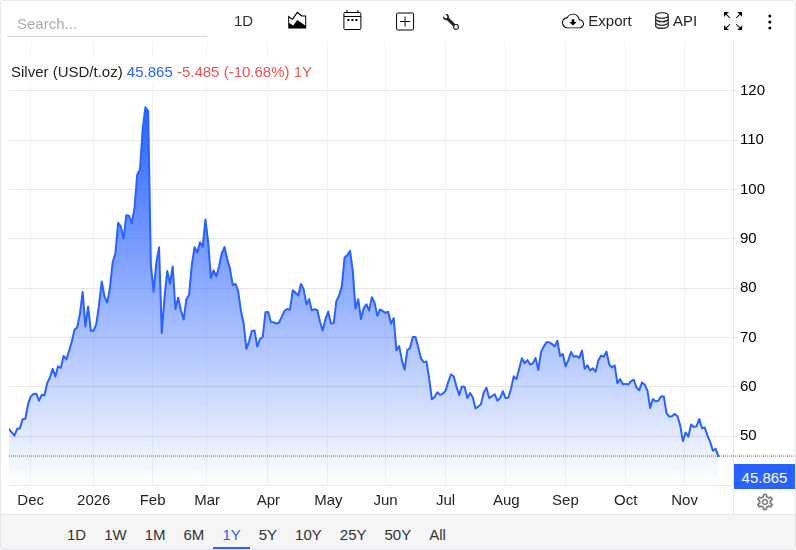 Search... 1D Export API
Silver (USD/t.oz) 45.865 -5.485 (-10.68%) 1Y
120
110
100
90
80
70
60
50
45.865
Dec 2026 Feb Mar Apr May Jun Jul Aug Sep Oct Nov
1D 1W 1M 6M 1Y 5Y 10Y 25Y 50Y All